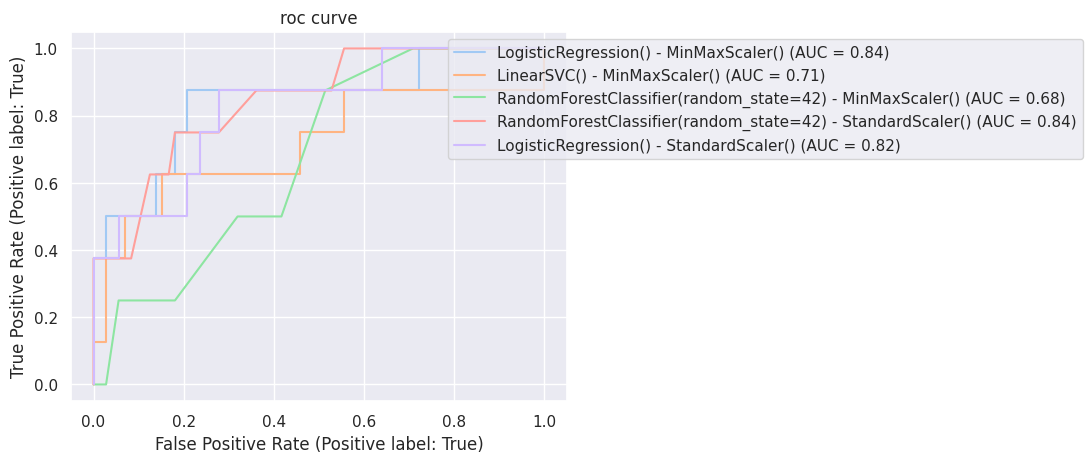 roc curve
1.0
0.8
0.6
0.4
0.2
0.0
True Positive Rate (Positive label: True)
LogisticRegression() - MinMaxScaler() (AUC = 0.84)
LinearSVC() - MinMaxScaler() (AUC = 0.71)
RandomForestClassifier(random_state=42) - MinMaxScaler() (AUC = 0.68)
RandomForestClassifier(random_state=42) - StandardScaler() (AUC = 0.84)
LogisticRegression() - StandardScaler() (AUC = 0.82)
0.0 0.2 0.4 0.6 0.8 1.0
False Positive Rate (Positive label: True)